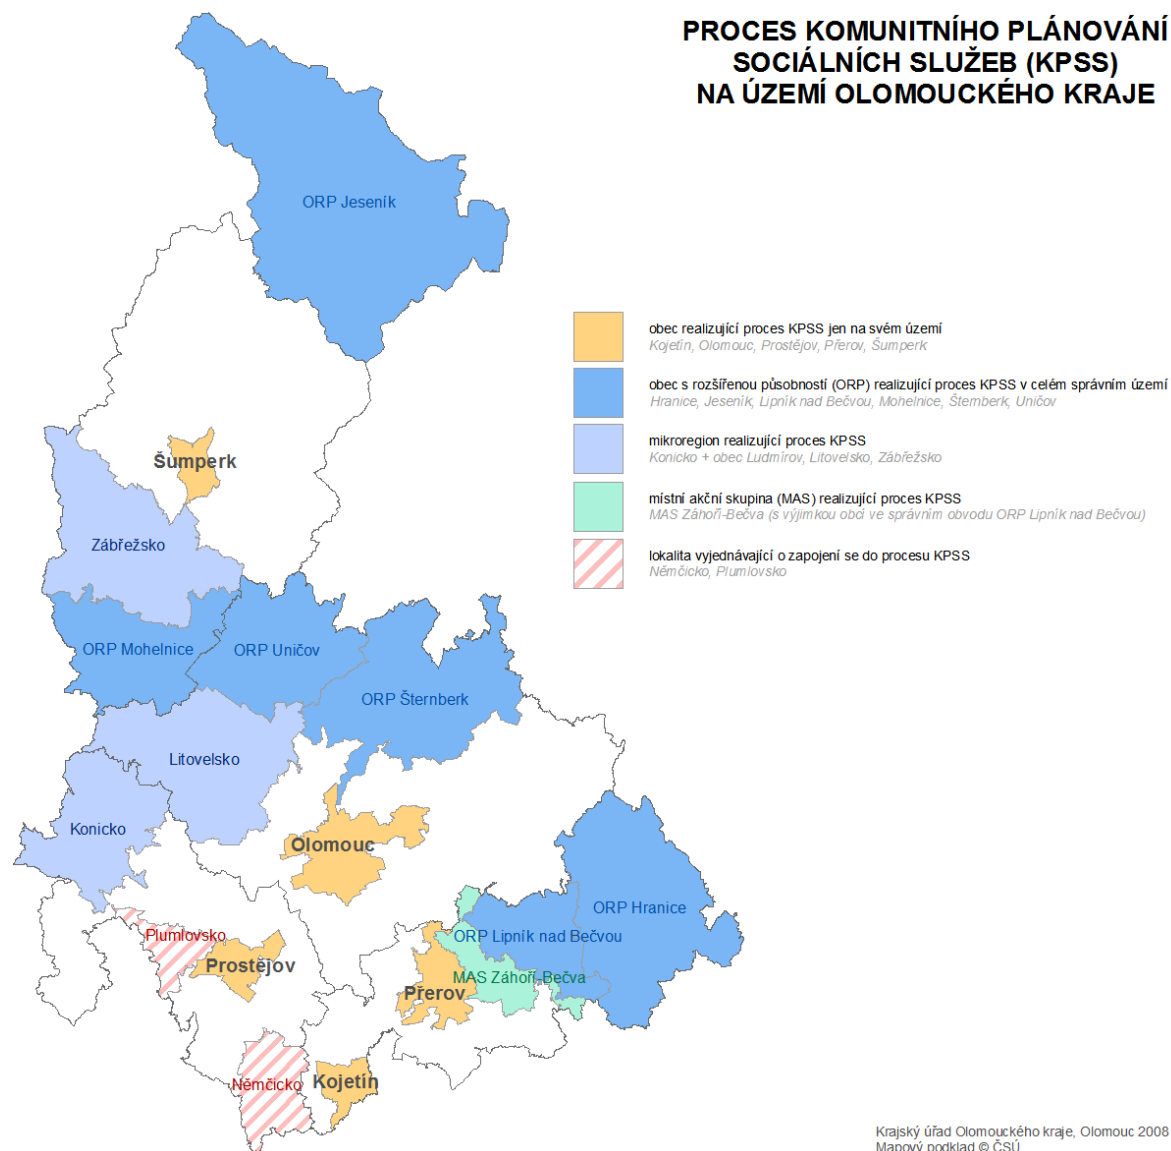 PROCES KOMUNITNÍHO PLÁNOVÁNÍ
SOCIÁLNÍCH SLUŽEB (KPSS)
NA ÚZEMÍ OLOMOUCKÉHO KRAJE
ORP Jeseník
obec realizující proces KPSS jen na svém území
Kojetín, Olomouc, Prostějov, Přerov, Šumperk
obec s rozšířenou působností (ORP) realizující proces KPSS v celém správním území
Hranice, Jeseník, Lipník nad Bečvou, Mohelnice, Šternberk, Uničov
mikroregion realizující proces KPSS
Konicko + obec Ludmírov, Litovelsko, Zábřežsko
místní akční skupina (MAS) realizující proces KPSS
MAS Záhoří-Bečva (s výjimkou obcí ve správním obvodu ORP Lipník nad Bečvou)
lokalita vyjednávající o zapojení se do procesu KPSS
Němčicko, Plumlovsko
Šumperk
Zábřežsko
ORP Mohelnice
ORP Uničov
ORP Šternberk
Litovelsko
Konicko
Olomouc
ORP Hranice
Plumlovsko
ORP Lipník nad Bečvou
Prostějov
MAS Záhoří-Bečva
Přerov
Němčicko
Kojetín
Krajský úřad Olomouckého kraje, Olomouc 2008
Mapový podklad © ČSÚ